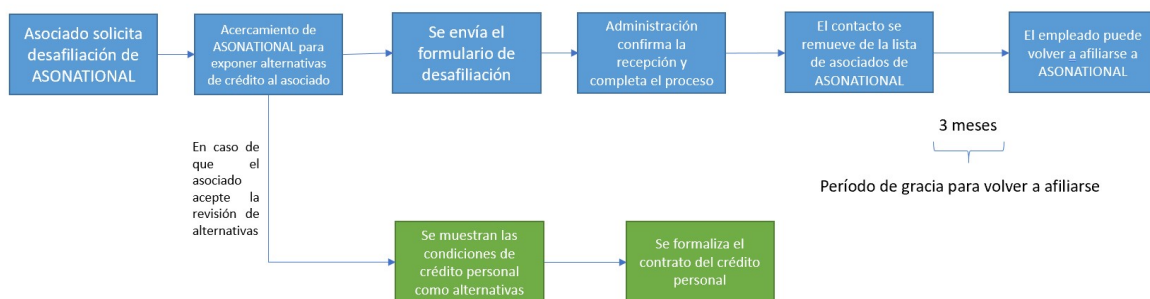 Asociado solicita
desafiliación de
ASONATIONAL
Acercamiento de
ASONATIONAL para
exponer alternativas
de crédito al asociado
Se envía el
formulario de
desafiliación
Administración
confirma la
recepción y
completa el proceso
El contacto se
remueve de la lista
de asociados de
ASONATIONAL
El empleado puede
volver a afiliarse a
ASONATIONAL
3 meses
Período de gracia para volver a afiliarse
En caso de
que el
asociado
acepte la
revisión de
alternativas
Se muestran las
condiciones de
crédito personal
como alternativas
Se formaliza el
contrato del crédito
personal